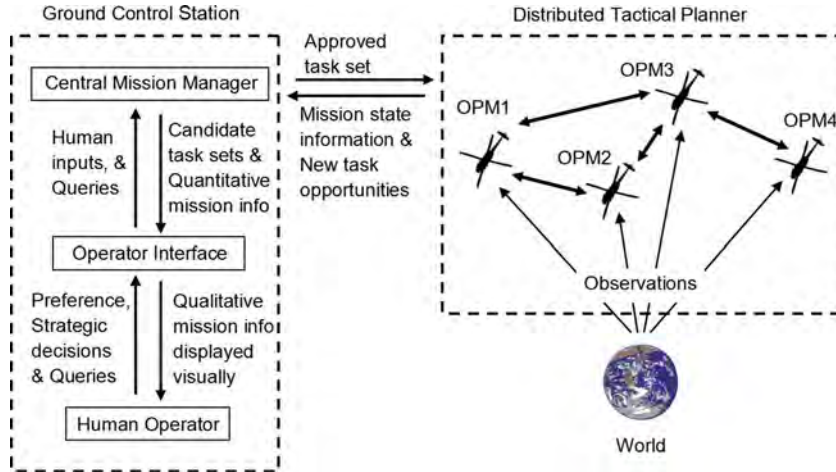 Ground Control Station
Distributed Tactical Planner
Central Mission Manager
Human
inputs, &
Queries
Candidate
task sets &
Quantitative
mission info
Operator Interface
Preference,
Strategic
decisions
& Queries
Qualitative
mission info
displayed
visually
Human Operator
Approved
task set
Mission state
information &
New task
opportunities
OPM1
OPM2
OPM3
OPM4
Observations
World